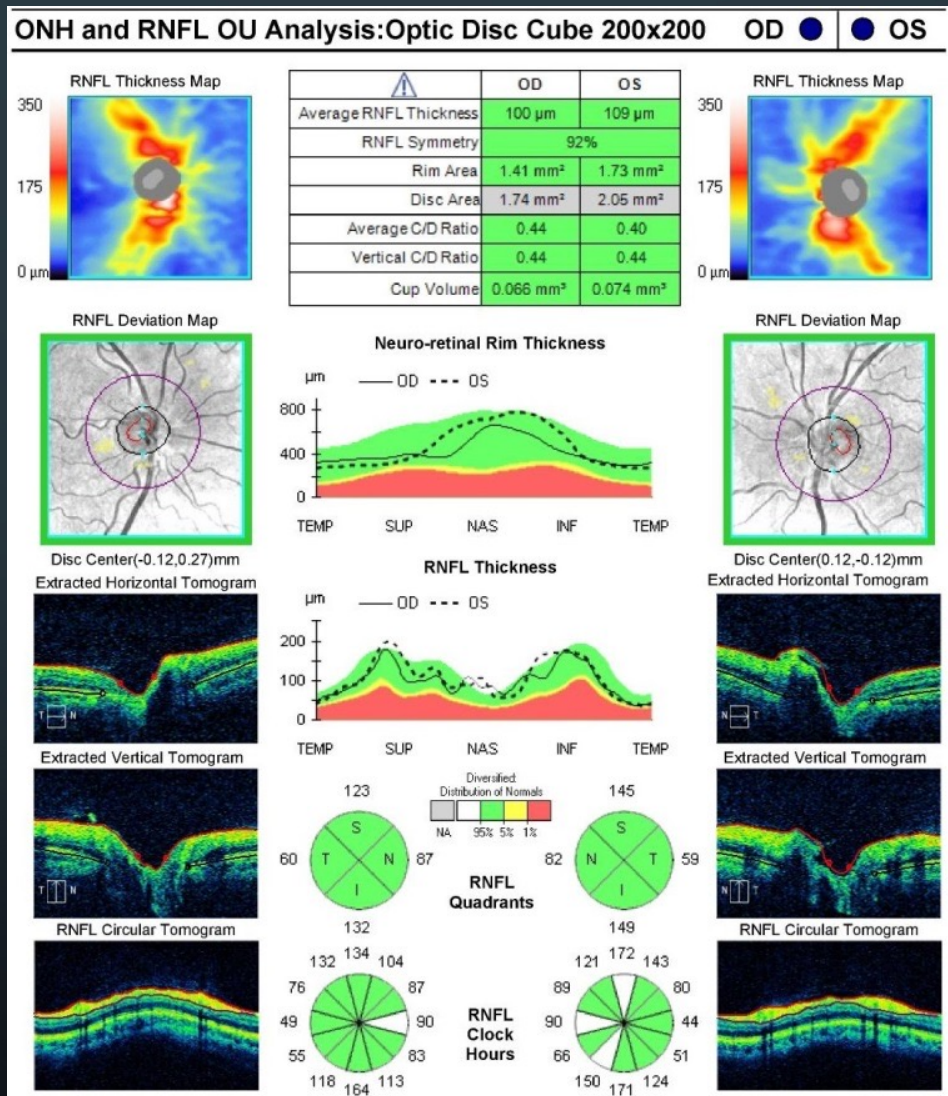 ONH and RNFL OU Analysis:Optic Disc Cube 200x200 OD OS
RNFL Thickness Map
350
175
0 µm
OD OS
Average RNFL Thickness 100 µm 109 µm
RNFL Symmetry 92%
Rim Area 1.41 mm² 1.73 mm²
Disc Area 1.74 mm² 2.05 mm²
Average C/D Ratio 0.44 0.40
Vertical C/D Ratio 0.44 0.44
Cup Volume 0.066 mm³ 0.074 mm³
RNFL Thickness Map
350
175
0 µm
RNFL Deviation Map
Disc Center(-0.12,0.27)mm
Neuro-retinal Rim Thickness
µm OD OS
800
400
0
TEMP SUP NAS INF TEMP
RNFL Deviation Map
Disc Center(0.12,-0.12)mm
Extracted Horizontal Tomogram
T N
RNFL Thickness
µm OD OS
200
100
0
TEMP SUP NAS INF TEMP
Extracted Horizontal Tomogram
N T
Extracted Vertical Tomogram
T N
Diversified:
Distribution of Normals
NA 95% 5% 1%
123
S
60 T N 87
I
132
RNFL
Quadrants
145
S
82 N T 59
I
149
Extracted Vertical Tomogram
T N
RNFL Circular Tomogram
134
132 104
76 87
49 90
55 83
118 113
164
RNFL
Clock
Hours
172
121 143
89 80
90 44
66 51
150 124
171
RNFL Circular Tomogram